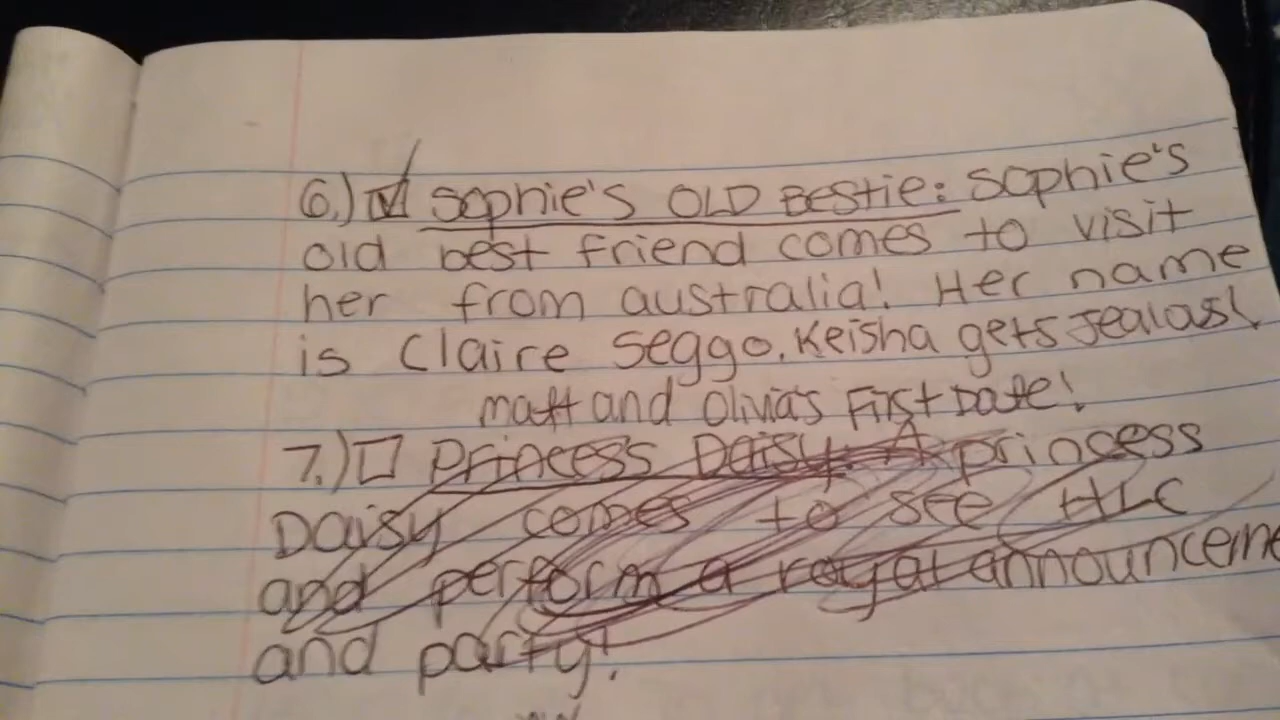 6.) Sophie's OLD BESTie: Sophie's
old best friend comes to visit
her from australia! Her name
is Claire Seggo. Keisha gets Jealas!
matt and olivia's First Date!
7.) Princess Daisy: A princess
Daisy comes to see HLC
and perform a royal announceme
and party!